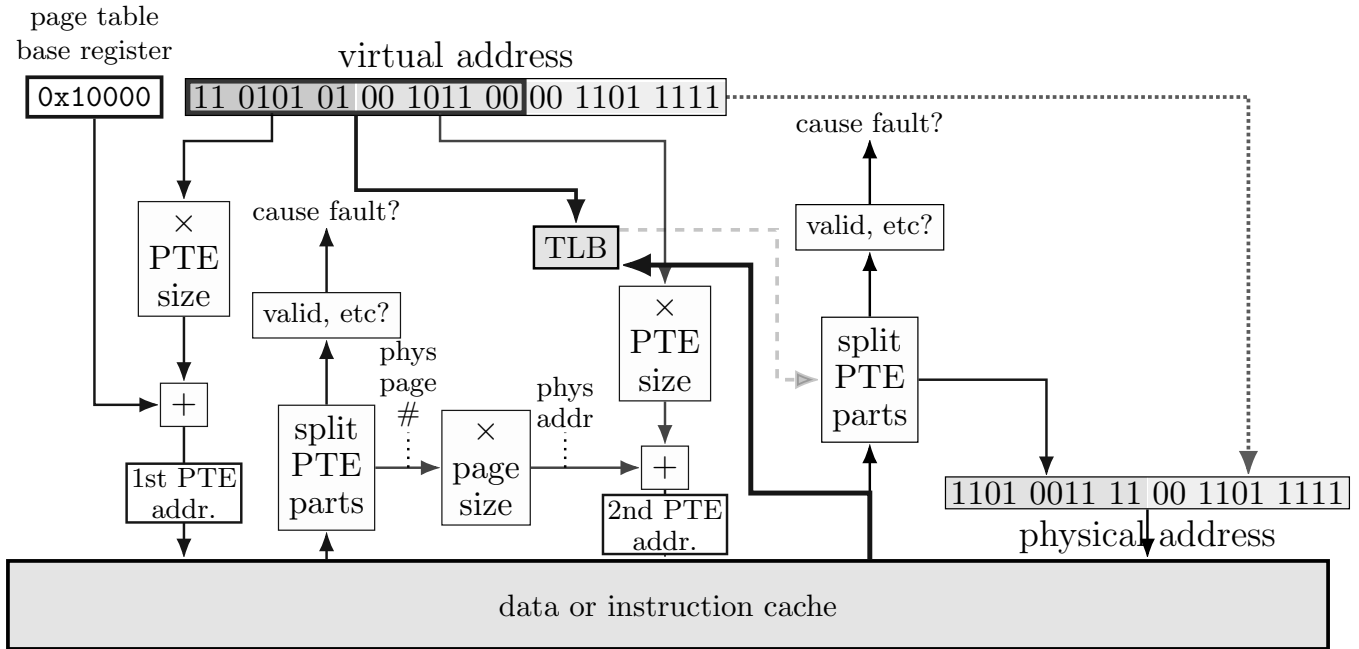 page table
base register
0x10000
virtual address
11 0101 01 00 1011 00 00 1101 1111
cause fault?
×
PTE
size
cause fault?
valid, etc?
TLB
valid, etc?
×
PTE
size
split
PTE
parts
+
phys
page
#
phys
addr
split
PTE
parts
×
page
size
+
1st PTE
addr.
2nd PTE
addr.
1101 0011 11 00 1101 1111
physical address
data or instruction cache